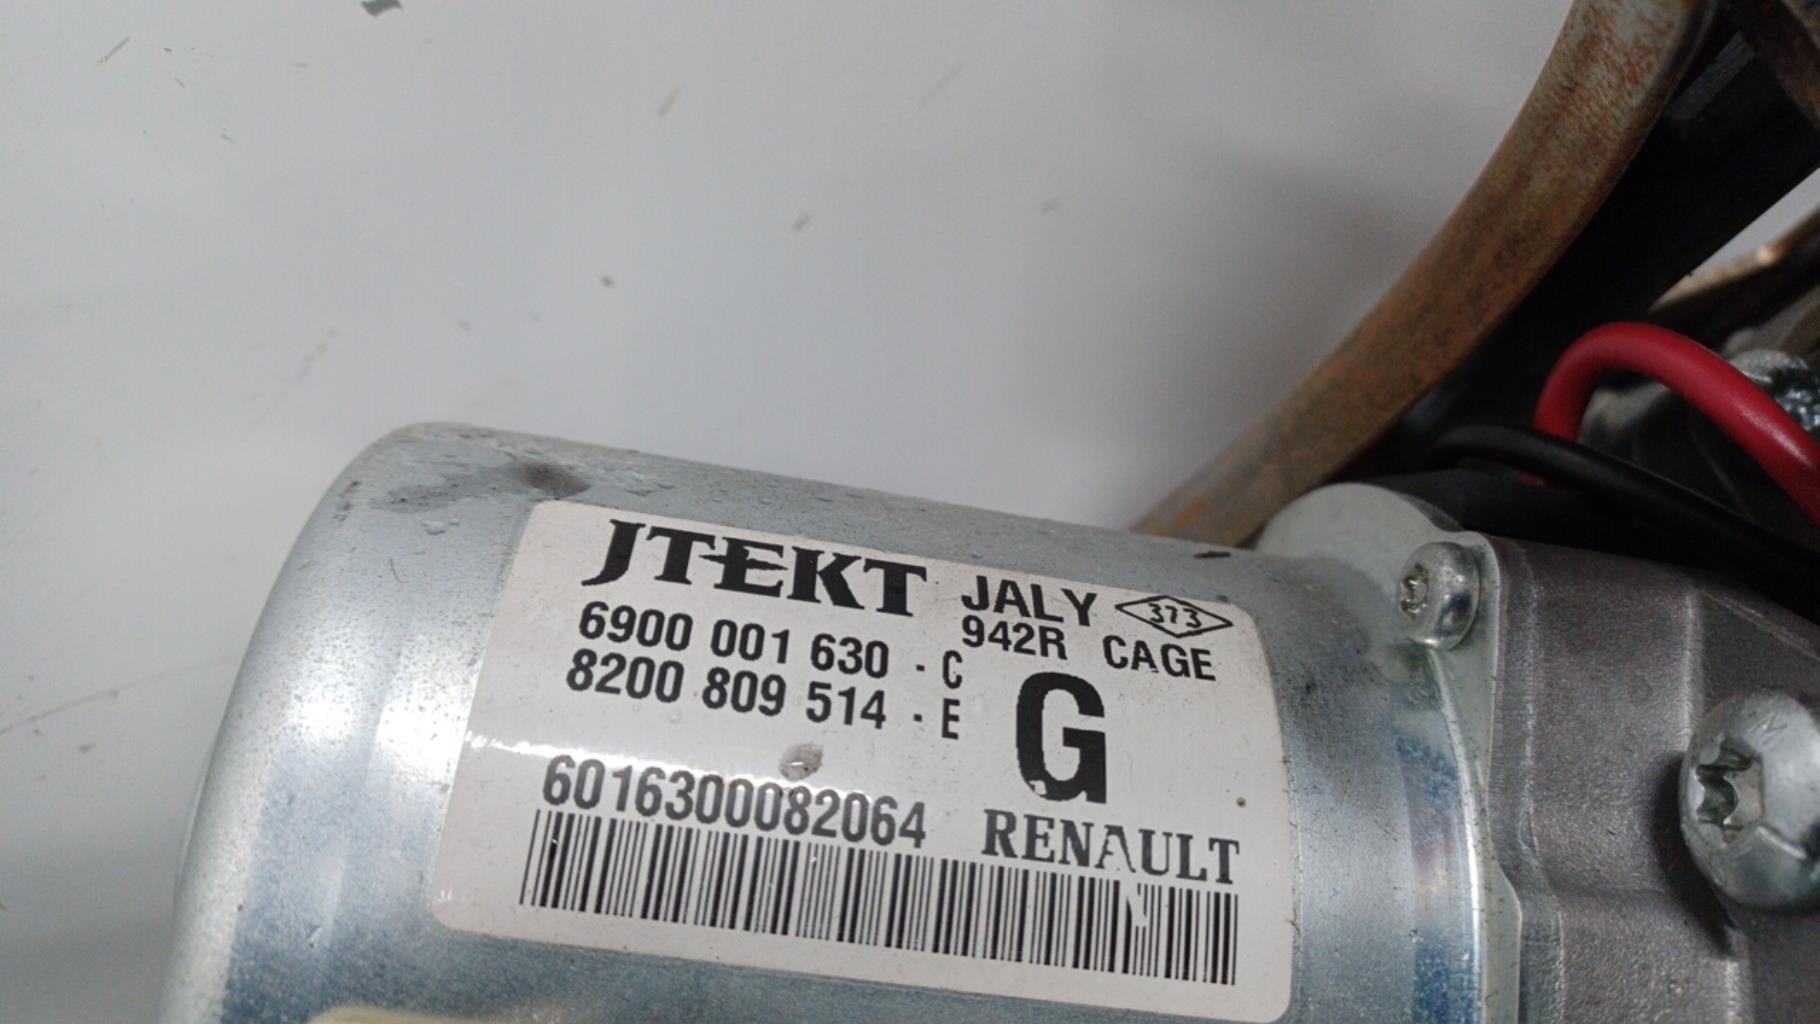 JTEKT JALY 373
6900 001 630 - C 942R CAGE
8200 809 514 - E G
6016300082064 RENAULT